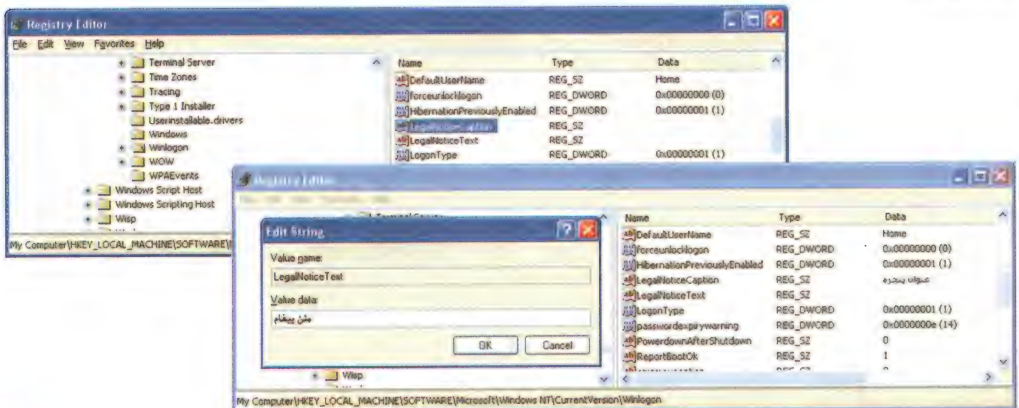 Registry Editor
File Edit View Favorites Help
Terminal Server
Time Zones
Tracing
Type 1 Installer
Userinstallable.drivers
Windows
Winlogon
WOW
WPAEvents
Windows Script Host
Windows Scripting Host
Wisp
Name Type Data
DefaultUserName REG_SZ Home
forceunlocklogon REG_DWORD 0x00000000 (0)
HibernationPreviouslyEnabled REG_DWORD 0x00000001 (1)
LegalNoticeCaption REG_SZ
LegalNoticeText REG_SZ
LogonType REG_DWORD 0x00000001 (1)
My Computer\HKEY_LOCAL_MACHINE\SOFTWARE\
Registry Editor
Terminal Server
Edit String
Value name:
LegalNoticeText
Value data:
متن پیغام
OK Cancel
Wisp
Name Type Data
DefaultUserName REG_SZ Home
forceunlocklogon REG_DWORD 0x00000000 (0)
HibernationPreviouslyEnabled REG_DWORD 0x00000001 (1)
LegalNoticeCaption REG_SZ عنوان پنجره
LegalNoticeText REG_SZ
LogonType REG_DWORD 0x00000001 (1)
passwordexpirywarning REG_DWORD 0x0000000e (14)
PowerdownAfterShutdown REG_SZ 0
ReportBootOk REG_SZ 1
My Computer\HKEY_LOCAL_MACHINE\SOFTWARE\Microsoft\Windows NT\CurrentVersion\Winlogon